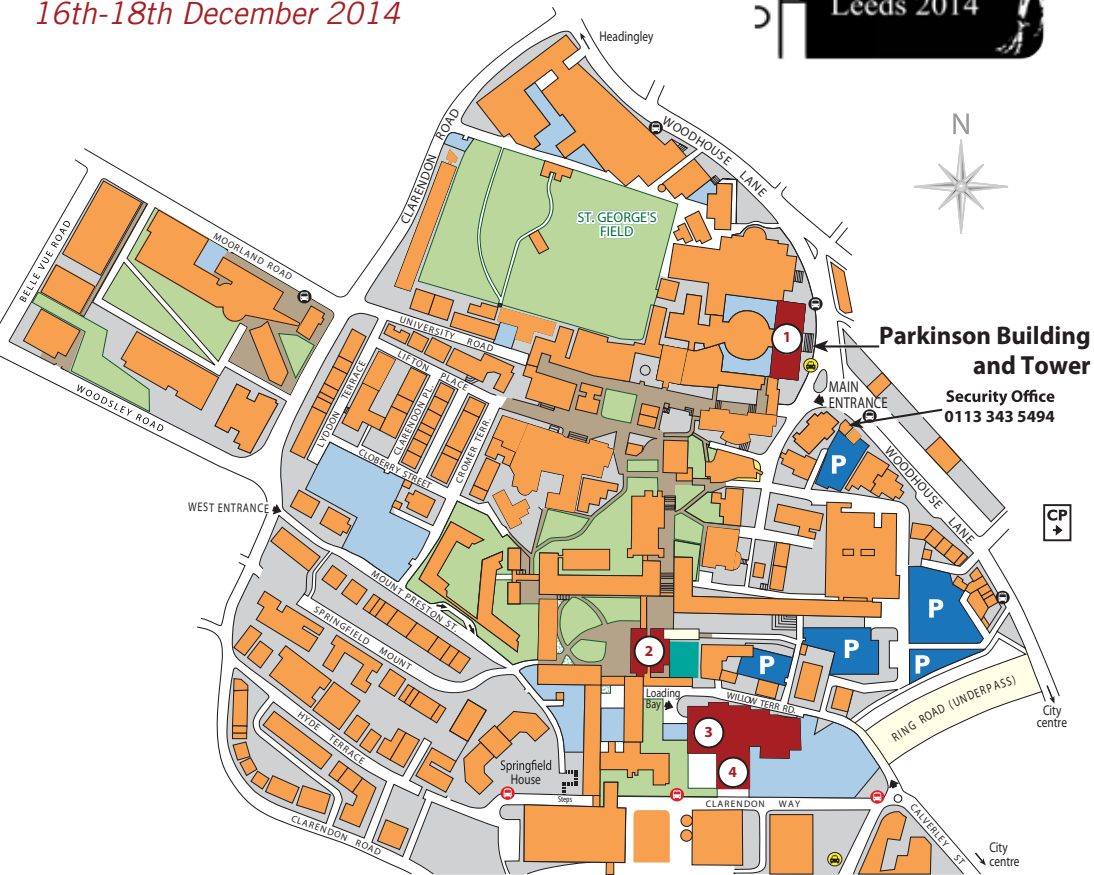 16th-18th December 2014
Leeds 2014
Headingley
WOODHOUSE LANE
CLARENDON ROAD
N
ST. GEORGE'S
FIELD
MOORLAND ROAD
BELLE VUE ROAD
UNIVERSITY ROAD
1
Parkinson Building
and Tower
Security Office
0113 343 5494
MAIN
ENTRANCE
LIFTON PLACE
LYDDON TERRACE
CLARENDON PL.
CROMER TERR.
CLOBERRY STREET
WOODSLEY ROAD
P
WOODHOUSE LANE
WEST ENTRANCE
CP
MOUNT PRESTON ST.
SPRINGFIELD MOUNT
P
P
P
P
2
Loading
Bay
WILLOW TERR RD.
RING ROAD (UNDERPASS)
City
centre
3
4
HYDE TERRACE
Springfield
House
Steps
CLARENDON WAY
CLARENDON ROAD
CALVERLEY ST
City
centre